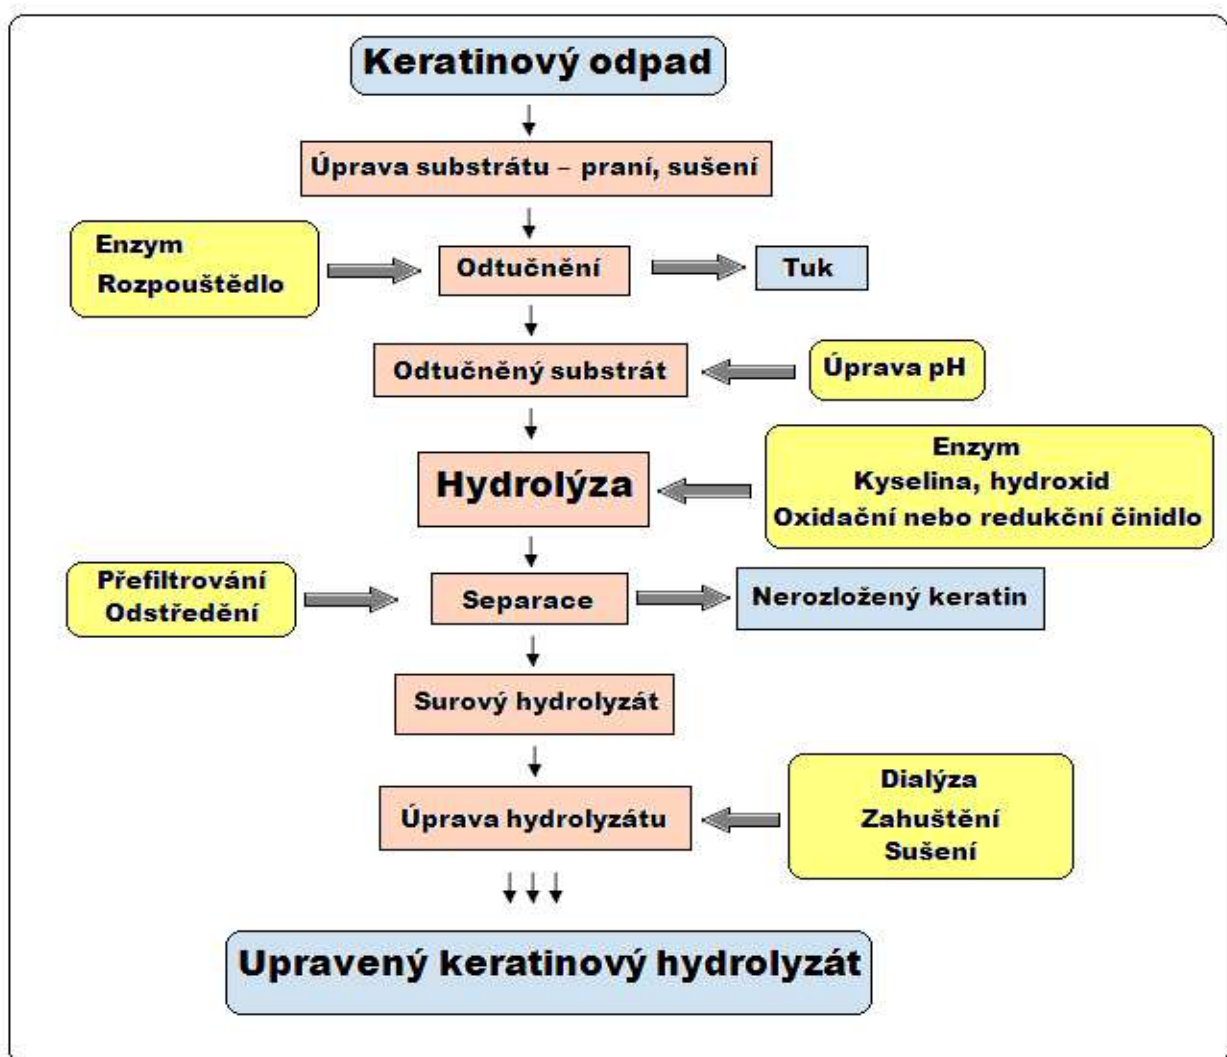 Keratinový odpad
Úprava substrátu – praní, sušení
Enzym
Rozpouštědlo
Odtučnění
Tuk
Odtučněný substrát
Úprava pH
Hydrolýza
Enzym
Kyselina, hydroxid
Oxidační nebo redukční činidlo
Přefiltrování
Odstředění
Separace
Nerozložený keratin
Surový hydrolyzát
Úprava hydrolyzátu
Dialýza
Zahuštění
Sušení
Upravený keratinový hydrolyzát